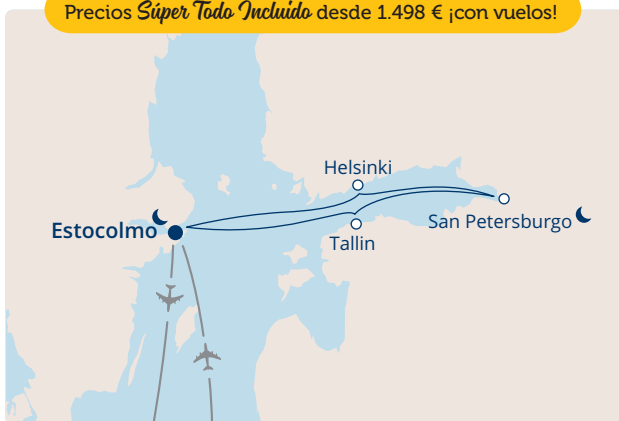 Precios Súper Todo Incluido desde 1.498 € ¡con vuelos!
Helsinki
Estocolmo
San Petersburgo
Tallin